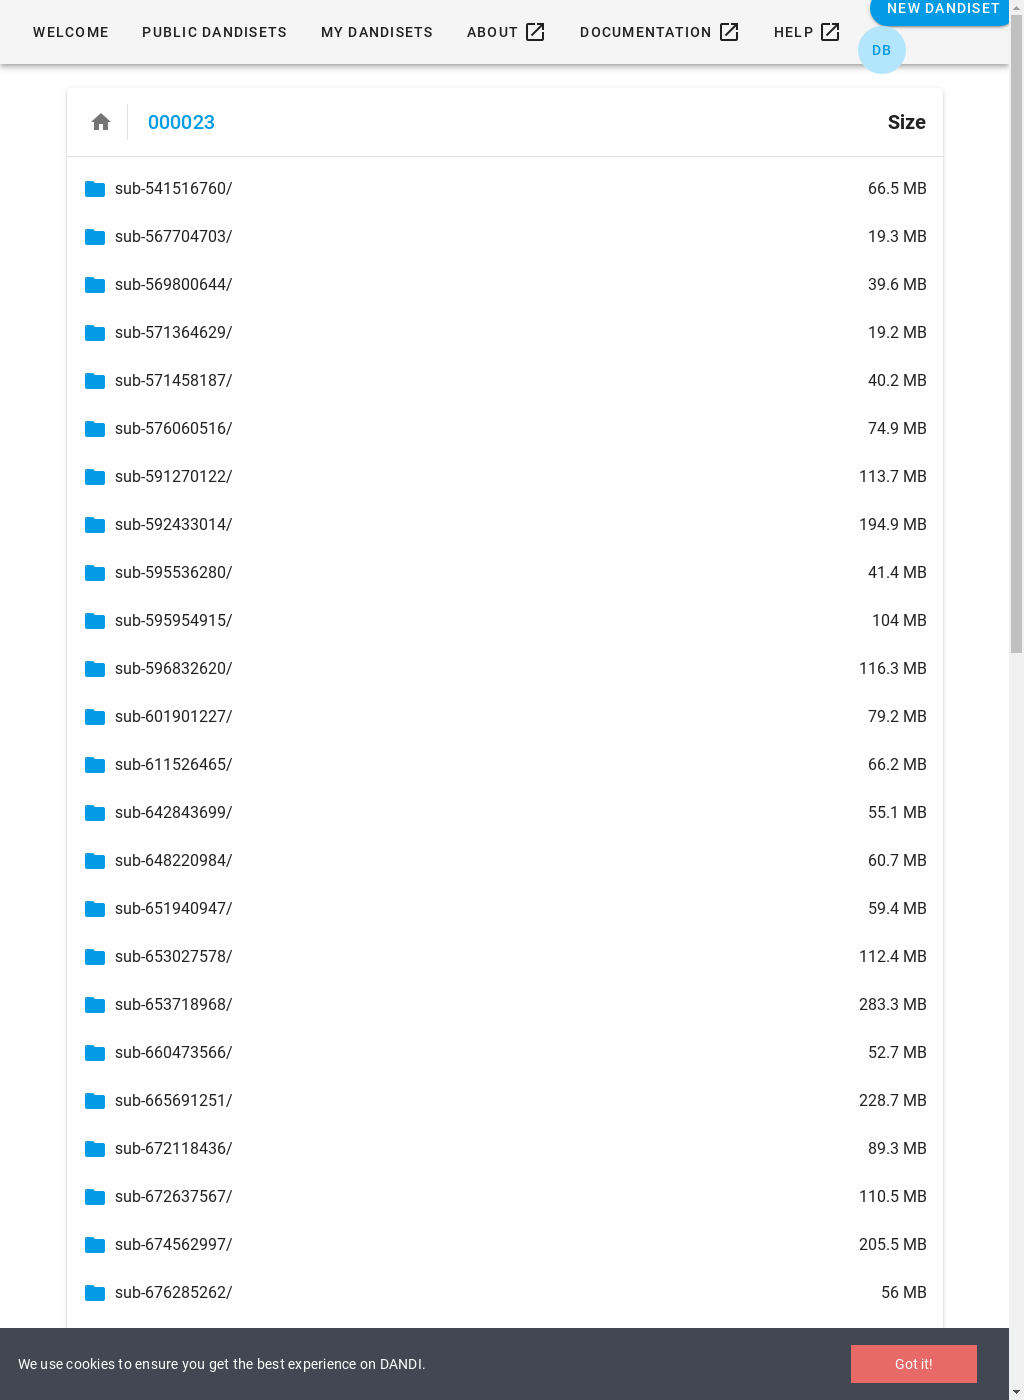 WELCOME PUBLIC DANDISETS MY DANDISETS ABOUT DOCUMENTATION HELP NEW DANDISET
DB
000023 Size
sub-541516760/ 66.5 MB
sub-567704703/ 19.3 MB
sub-569800644/ 39.6 MB
sub-571364629/ 19.2 MB
sub-571458187/ 40.2 MB
sub-576060516/ 74.9 MB
sub-591270122/ 113.7 MB
sub-592433014/ 194.9 MB
sub-595536280/ 41.4 MB
sub-595954915/ 104 MB
sub-596832620/ 116.3 MB
sub-601901227/ 79.2 MB
sub-611526465/ 66.2 MB
sub-642843699/ 55.1 MB
sub-648220984/ 60.7 MB
sub-651940947/ 59.4 MB
sub-653027578/ 112.4 MB
sub-653718968/ 283.3 MB
sub-660473566/ 52.7 MB
sub-665691251/ 228.7 MB
sub-672118436/ 89.3 MB
sub-672637567/ 110.5 MB
sub-674562997/ 205.5 MB
sub-676285262/ 56 MB
We use cookies to ensure you get the best experience on DANDI. Got it!